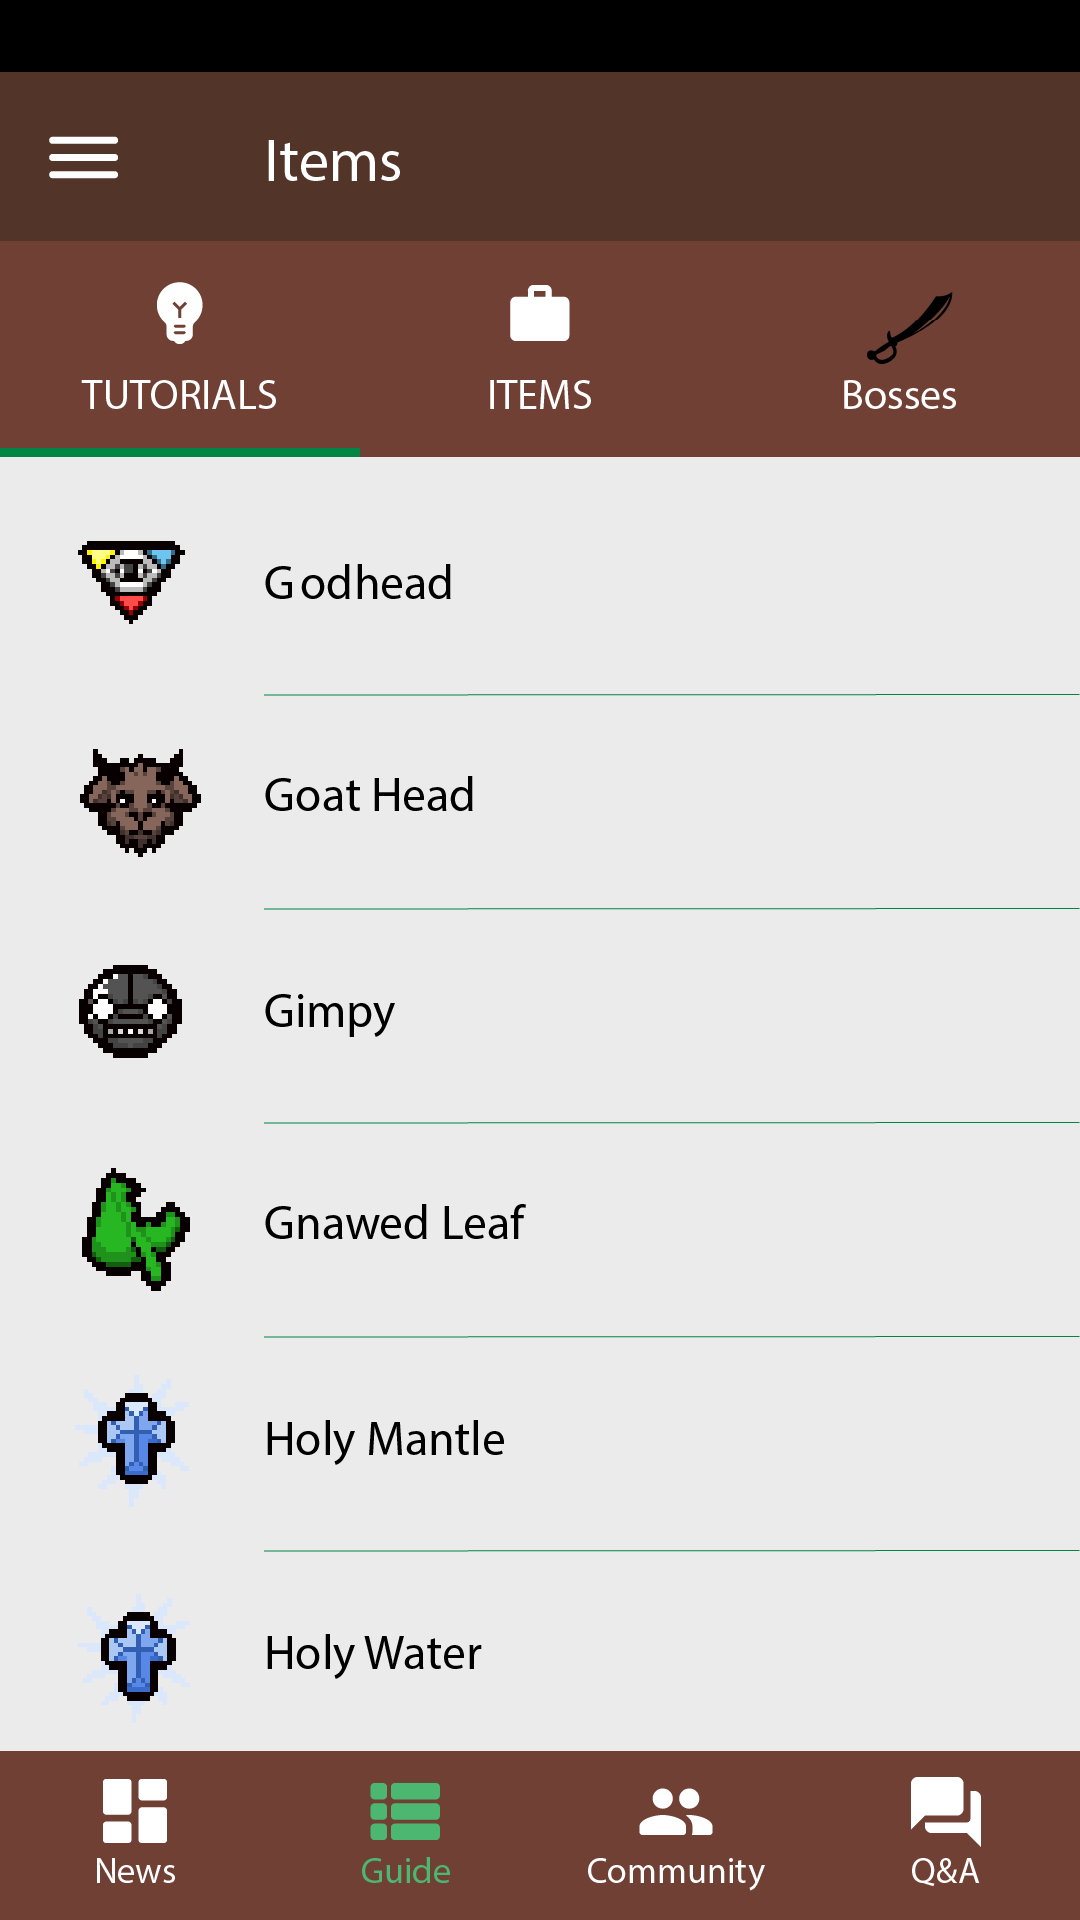 Items
TUTORIALS
ITEMS
Bosses
Godhead
Goat Head
Gimpy
Gnawed Leaf
Holy Mantle
Holy Water
News
Guide
Community
Q&A